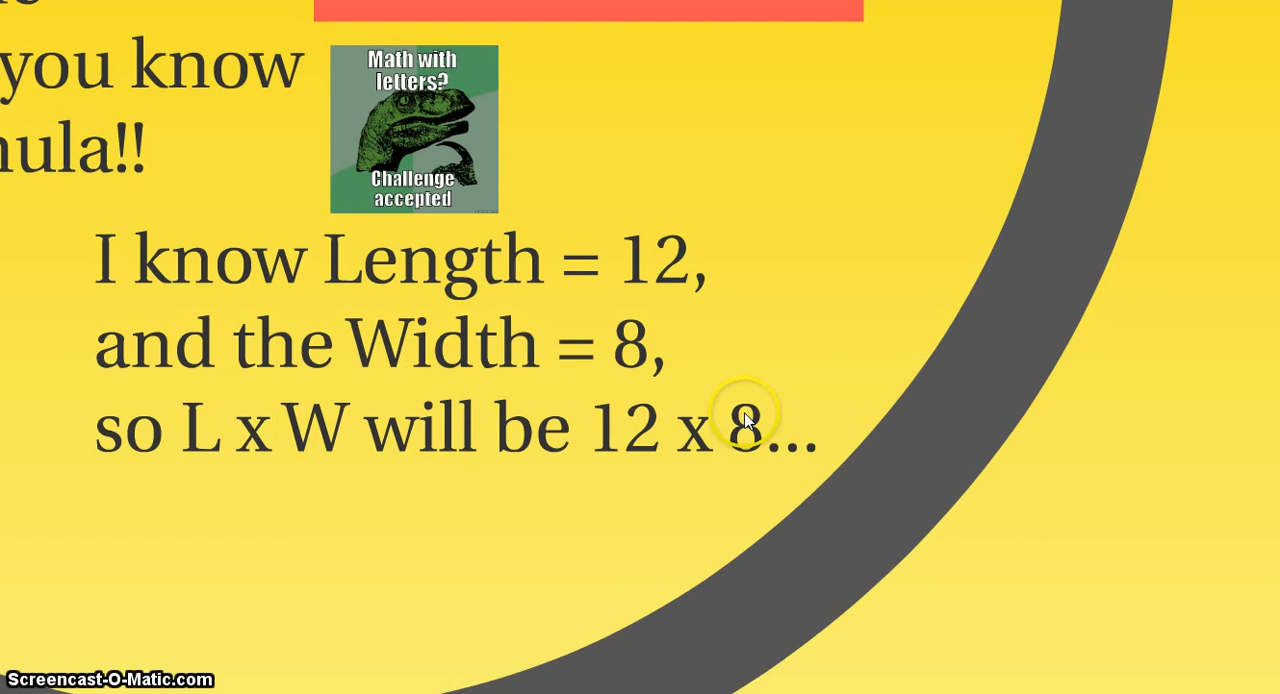 you know
Math with
letters?
Challenge
accepted
I know Length = 12,
and the Width = 8,
so L x W will be 12 x 8...
Screencast-O-Matic.com